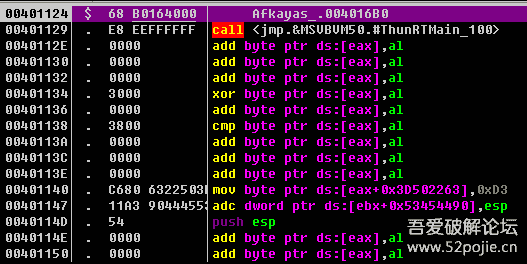 00401124 $ 68 B0164000 Afkayas_.004016B0
00401129 . E8 EEFFFFFF call <jmp.&MSVBVM50.#ThunRTMain_100>
0040112E . 0000 add byte ptr ds:[eax],al
00401130 . 0000 add byte ptr ds:[eax],al
00401132 . 0000 add byte ptr ds:[eax],al
00401134 . 3000 xor byte ptr ds:[eax],al
00401136 . 0000 add byte ptr ds:[eax],al
00401138 . 3800 cmp byte ptr ds:[eax],al
0040113A . 0000 add byte ptr ds:[eax],al
0040113C . 0000 add byte ptr ds:[eax],al
0040113E . 0000 add byte ptr ds:[eax],al
00401140 . C680 6322503D mov byte ptr ds:[eax+0x3D502263],0xD3
00401147 . 11A3 90444553 adc dword ptr ds:[ebx+0x53454490],esp
0040114D . 54 push esp
0040114E . 0000 add byte ptr ds:[eax],al
00401150 . 0000 add byte ptr ds:[eax],al
吾爱破解论坛
www.52pojie.cn